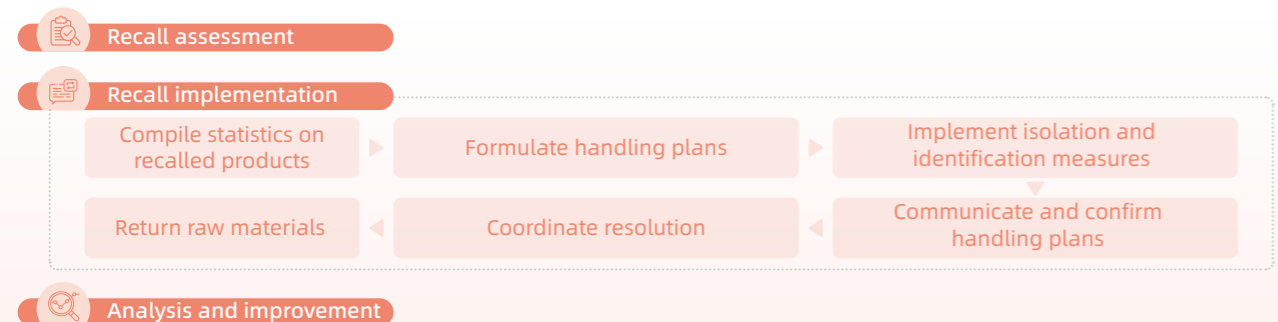 Recall assessment
Recall implementation
Compile statistics on
recalled products
Formulate handling plans
Implement isolation and
identification measures
Communicate and confirm
handling plans
Coordinate resolution
Return raw materials
Analysis and improvement